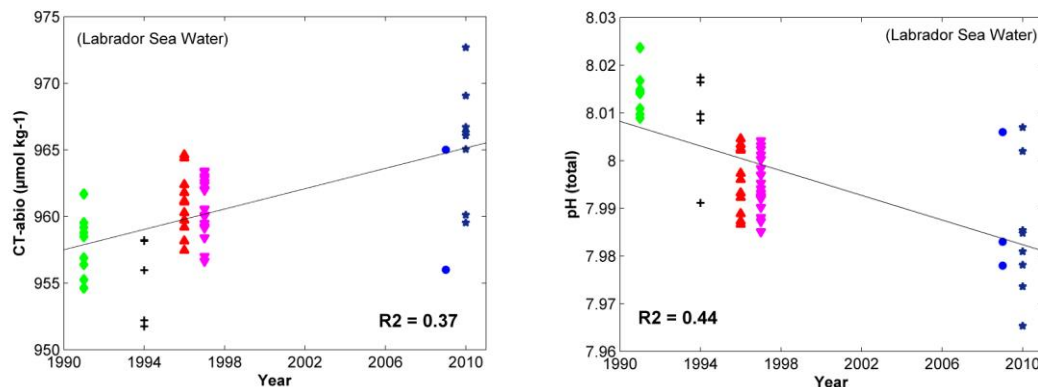 975
(Labrador Sea Water)
970
965
960
955
950
CT-abio (µmol kg-1)
R2 = 0.37
1990 1994 1998 2002 2006 2010
Year
8.03
(Labrador Sea Water)
8.02
8.01
8
7.99
7.98
7.97
7.96
pH (total)
R2 = 0.44
1990 1994 1998 2002 2006 2010
Year